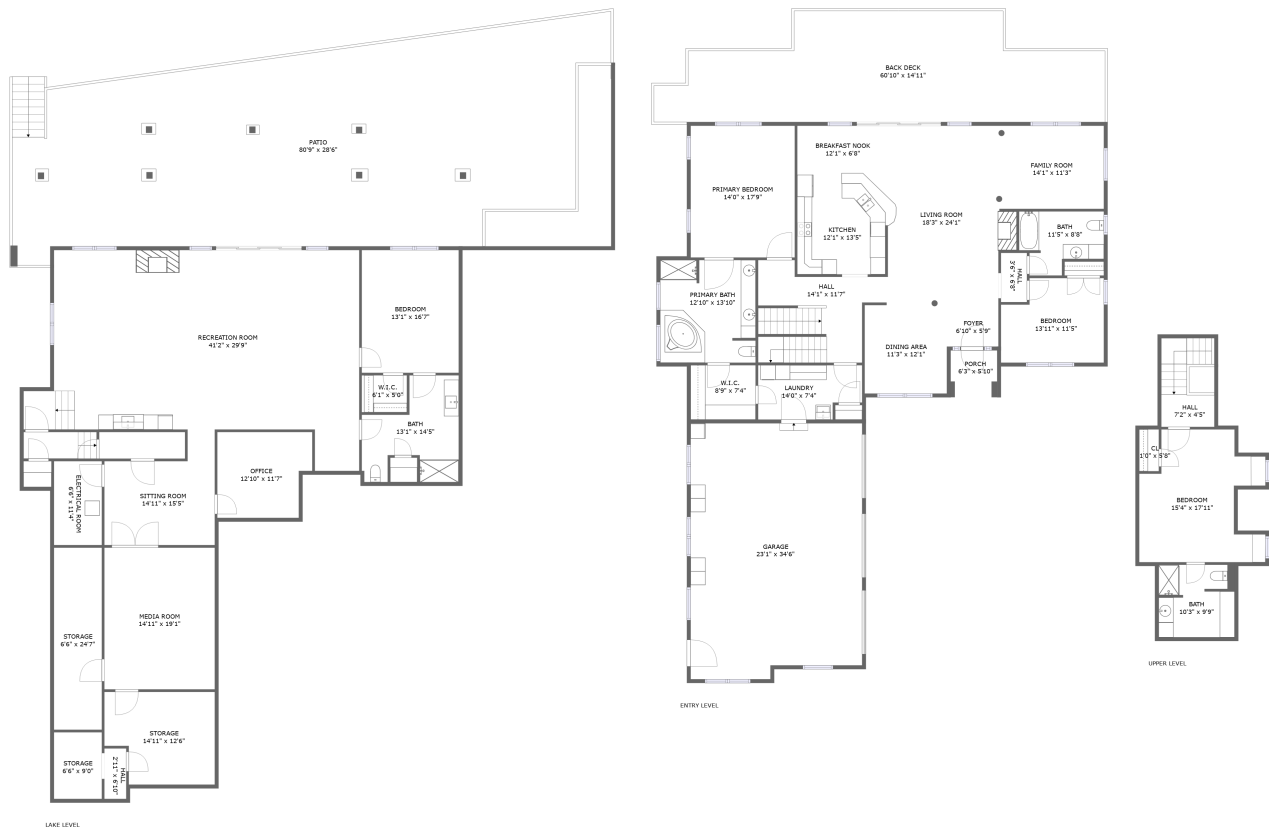 PATIO
80'9" x 28'6"
RECREATION ROOM
41'2" x 29'9"
BEDROOM
13'1" x 16'7"
W.I.C.
6'1" x 5'0"
BATH
13'1" x 14'5"
OFFICE
12'10" x 11'7"
SITTING ROOM
14'11" x 15'5"
ELECTRICAL ROOM
6'6" x 11'4"
MEDIA ROOM
14'11" x 19'1"
STORAGE
6'6" x 24'7"
STORAGE
14'11" x 12'6"
STORAGE
6'6" x 9'0"
HALL
2'11" x 6'10"
LAKE LEVEL
BACK DECK
60'10" x 14'11"
BREAKFAST NOOK
12'1" x 6'8"
FAMILY ROOM
14'1" x 11'3"
PRIMARY BEDROOM
14'0" x 17'9"
LIVING ROOM
18'3" x 24'1"
KITCHEN
12'1" x 13'5"
BATH
11'5" x 8'8"
HALL
3'6" x 6'8"
HALL
14'1" x 11'7"
PRIMARY BATH
12'10" x 13'10"
BEDROOM
13'11" x 11'5"
FOYER
6'10" x 5'9"
DINING AREA
11'3" x 12'1"
PORCH
6'3" x 5'10"
W.I.C.
8'9" x 7'4"
LAUNDRY
14'0" x 7'4"
GARAGE
23'1" x 34'6"
ENTRY LEVEL
HALL
7'2" x 4'5"
CL.
1'0" x 5'8"
BEDROOM
15'4" x 17'11"
BATH
10'3" x 9'9"
UPPER LEVEL